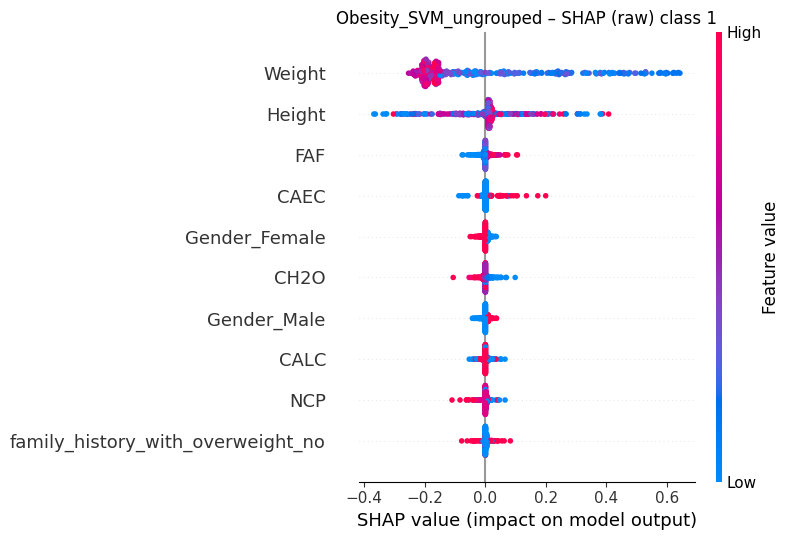 Obesity_SVM_ungrouped – SHAP (raw) class 1
High
Weight
Height
FAF
CAEC
Gender_Female
CH2O
Gender_Male
CALC
NCP
family_history_with_overweight_no
Feature value
Low
−0.4 −0.2 0.0 0.2 0.4 0.6
SHAP value (impact on model output)